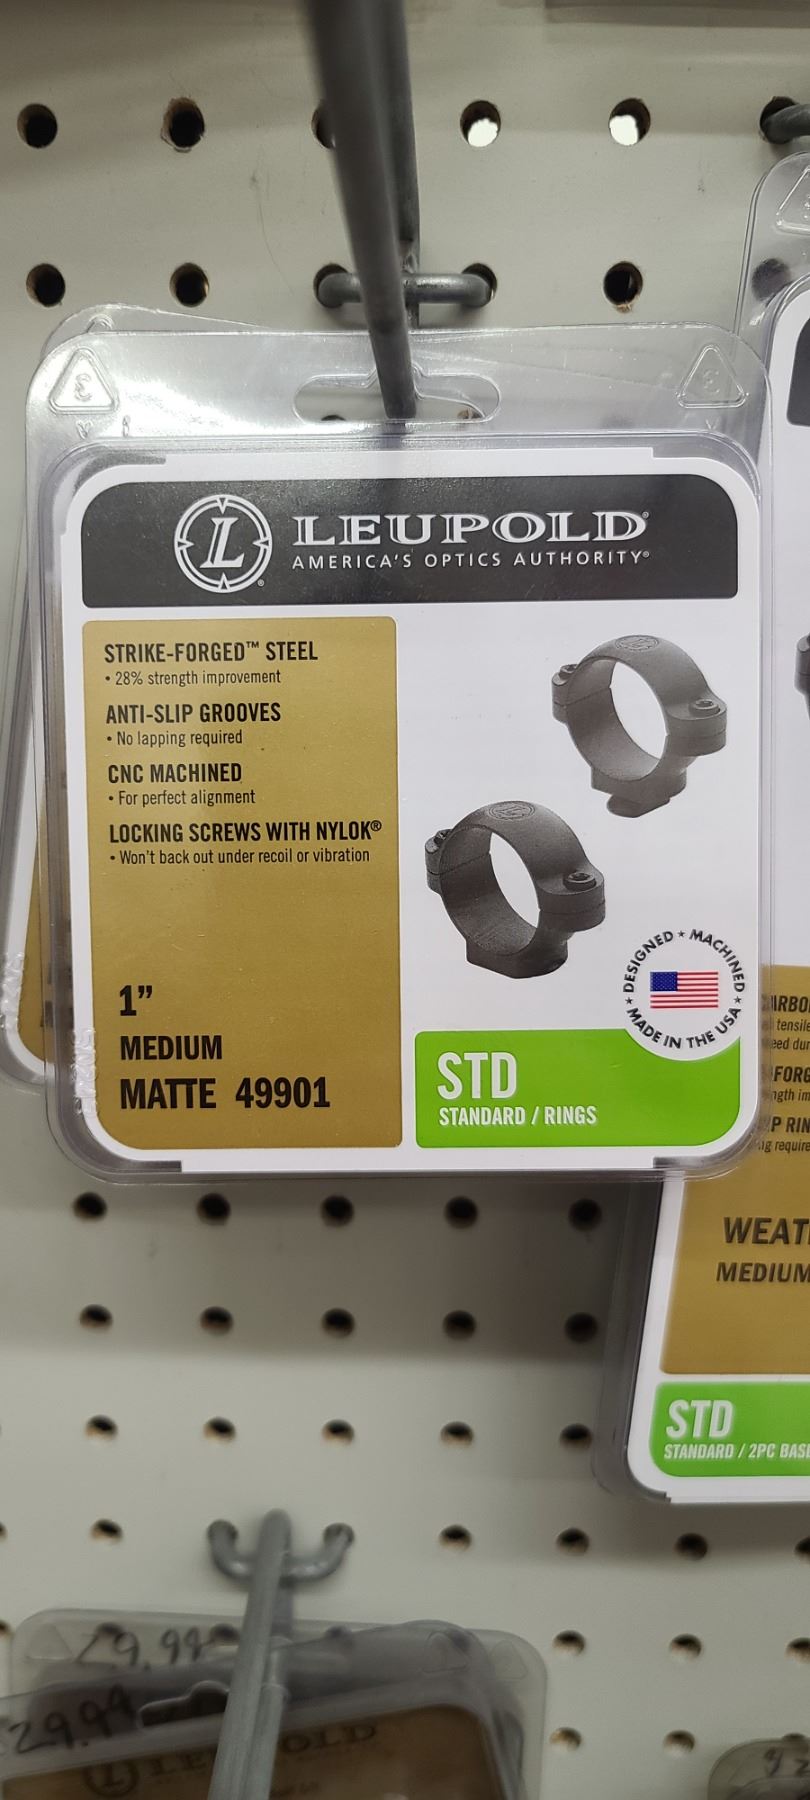 LEUPOLD®
AMERICA'S OPTICS AUTHORITY®
STRIKE-FORGED™ STEEL
• 28% strength improvement
ANTI-SLIP GROOVES
• No lapping required
CNC MACHINED
• For perfect alignment
LOCKING SCREWS WITH NYLOK®
• Won't back out under recoil or vibration
1”
MEDIUM
MATTE 49901
DESIGNED ★ MACHINED ★ MADE IN THE USA ★
STD
STANDARD / RINGS
MEDIUM
STD
STANDARD / 2PC
29.99
29.99
LEUPOLD